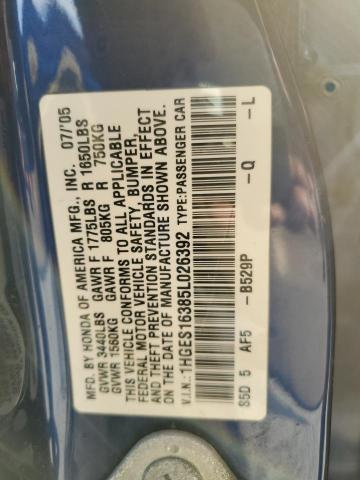 MFD. BY HONDA OF AMERICA MFG., INC. 07/'05
GVWR 3440LBS GAWR F 1775LBS R 1650LBS
GVWR 1560KG GAWR F 805KG R 750KG
THIS VEHICLE CONFORMS TO ALL APPLICABLE
FEDERAL MOTOR VEHICLE SAFETY, BUMPER,
AND THEFT PREVENTION STANDARDS IN EFFECT
ON THE DATE OF MANUFACTURE SHOWN ABOVE.
V.I.N.: 1HGES16385L026392 TYPE:PASSENGER CAR
S5D 5 AF5 - B529P - Q - L